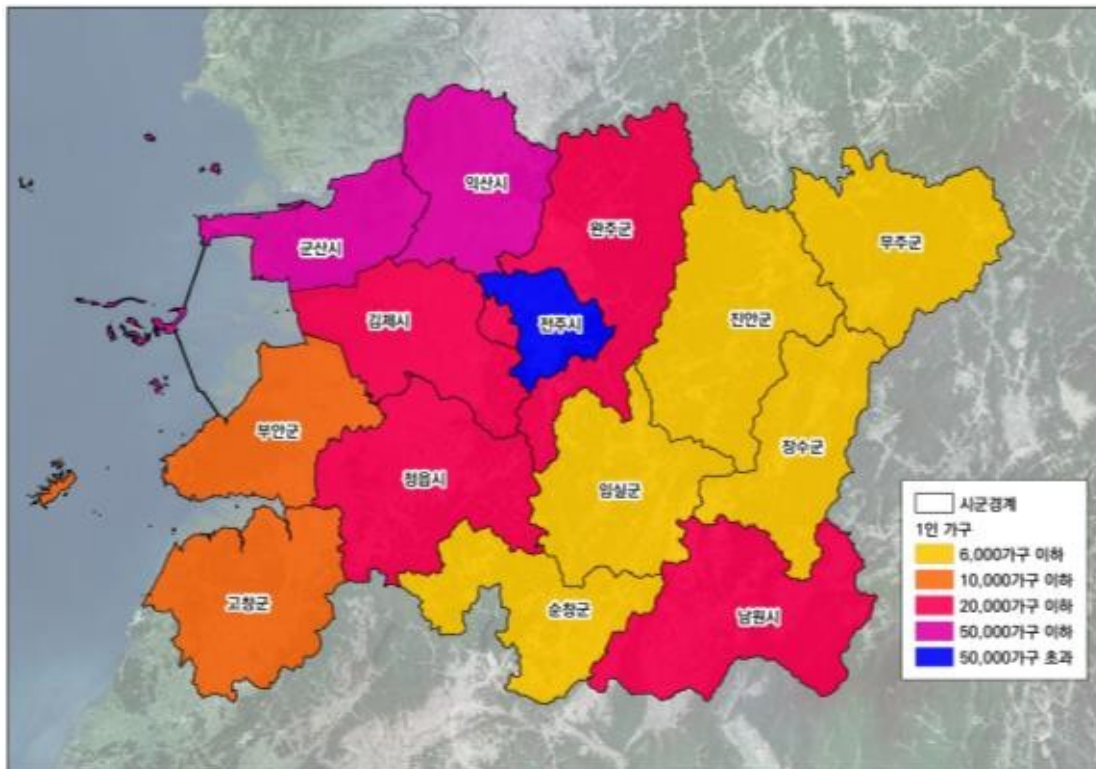 익산시
완주군
무주군
군산시
김제시
전주시
진안군
부안군
정읍시
장수군
임실군
고창군
순창군
남원시
시군경계
1인 가구
6,000가구 이하
10,000가구 이하
20,000가구 이하
50,000가구 이하
50,000가구 초과